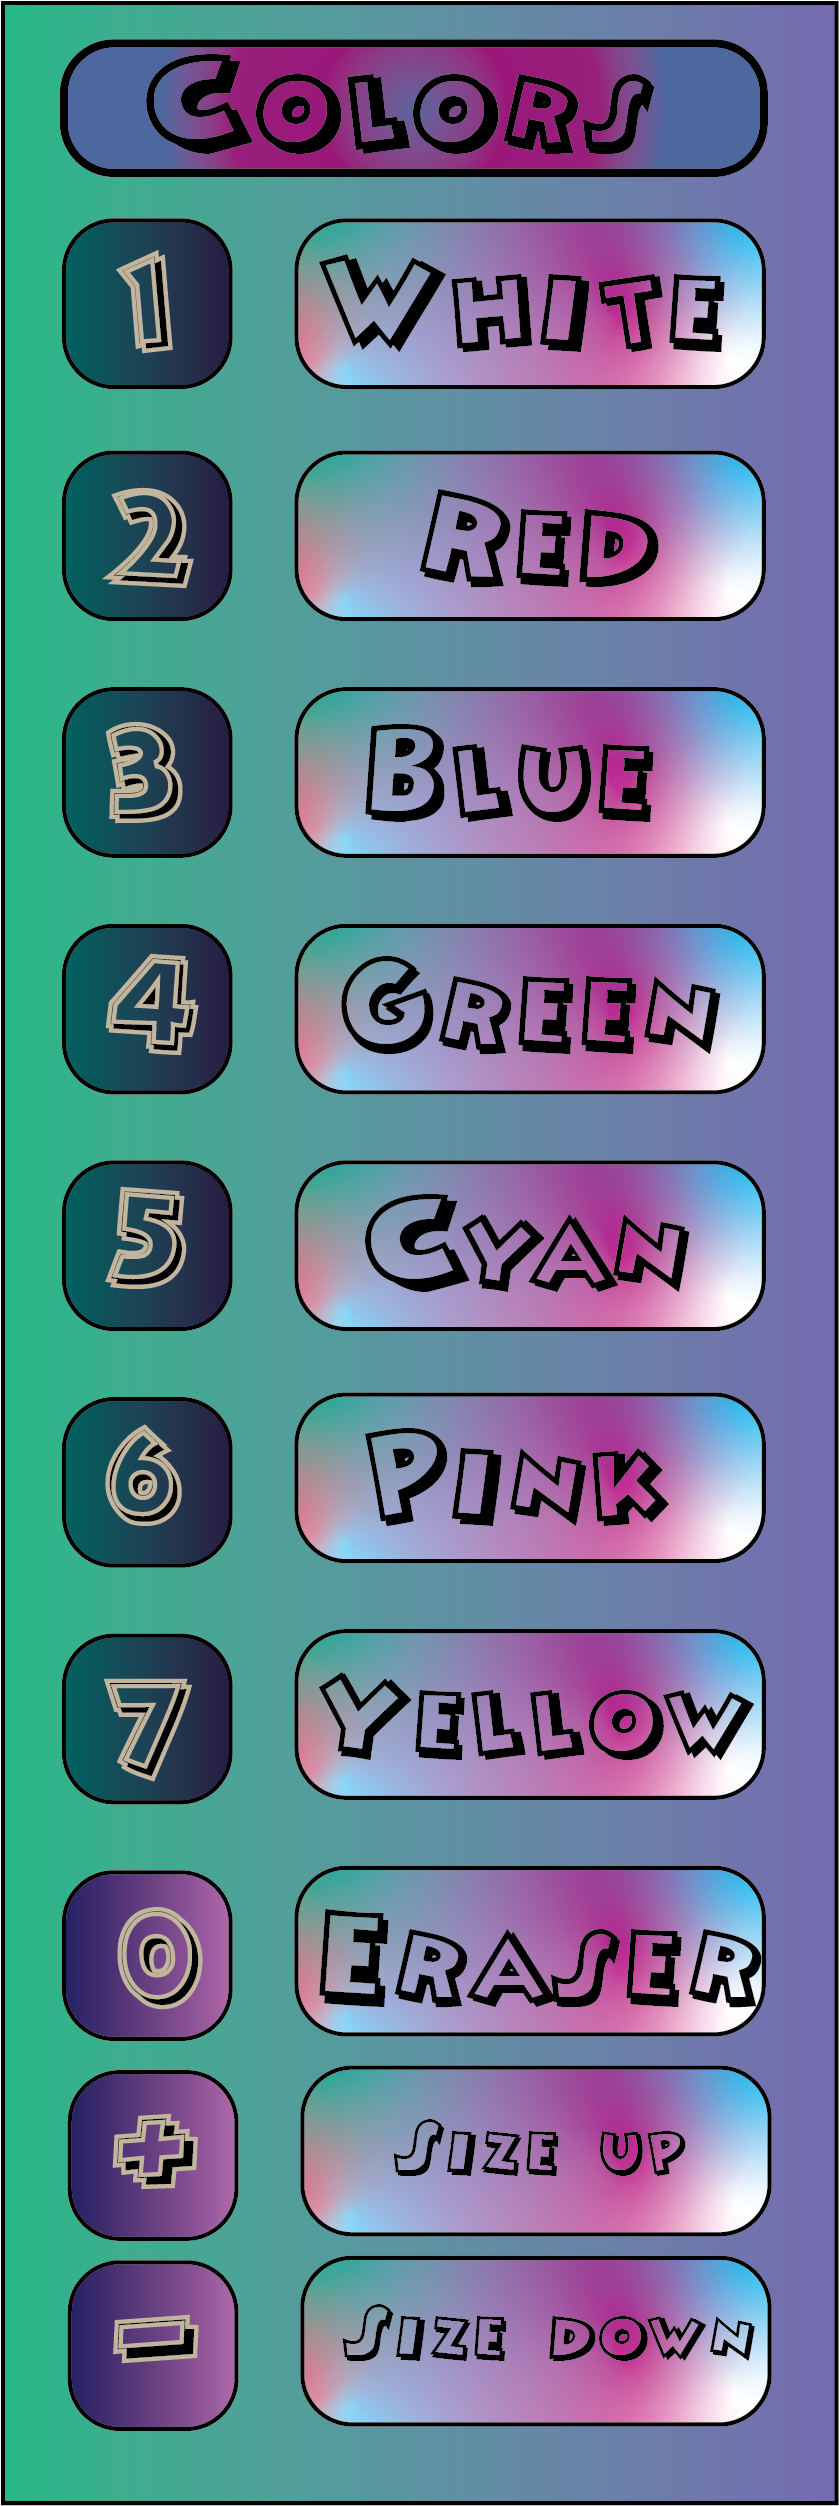 Colors
1 White
2 Red
3 Blue
4 Green
5 Cyan
6 Pink
7 Yellow
0 Eraser
+ Size up
- Size down